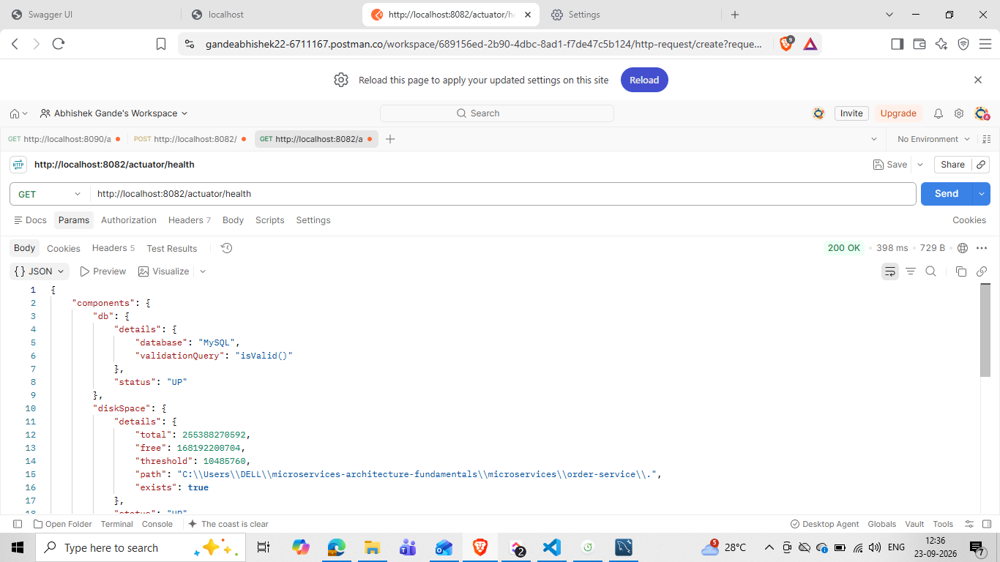 Swagger UI
localhost
http://localhost:8082/actuator/he
Settings
gandeabhishek22-6711167.postman.co/workspace/689156ed-2b90-4dbc-8ad1-f7de47c5b124/http-request/create?reque...
9
Reload this page to apply your updated settings on this site
Reload
Abhishek Gande's Workspace
Search
Invite
Upgrade
A
GET http://localhost:8090/a
POST http://localhost:8082/
GET http://localhost:8082/a
No Environment
HTTP
http://localhost:8082/actuator/health
Save
Share
GET
http://localhost:8082/actuator/health
Send
Docs
Params
Authorization
Headers 7
Body
Scripts
Settings
Cookies
Body
Cookies
Headers 5
Test Results
200 OK
398 ms
729 B
{} JSON
Preview
Visualize
1 {
2 "components": {
3 "db": {
4 "details": {
5 "database": "MySQL",
6 "validationQuery": "isValid()"
7 },
8 "status": "UP"
9 },
10 "diskSpace": {
11 "details": {
12 "total": 255388270592,
13 "free": 168192200704,
14 "threshold": 10485760,
15 "path": "C:\\Users\\DELL\\microservices-architecture-fundamentals\\microservices\\order-service\\.",
16 "exists": true
17 },
18 "status": "UP"
Open Folder
Terminal
Console
The coast is clear
Desktop Agent
Globals
Vault
Tools
Type here to search
2
5
28°C
ENG
12:36
23-09-2026
7